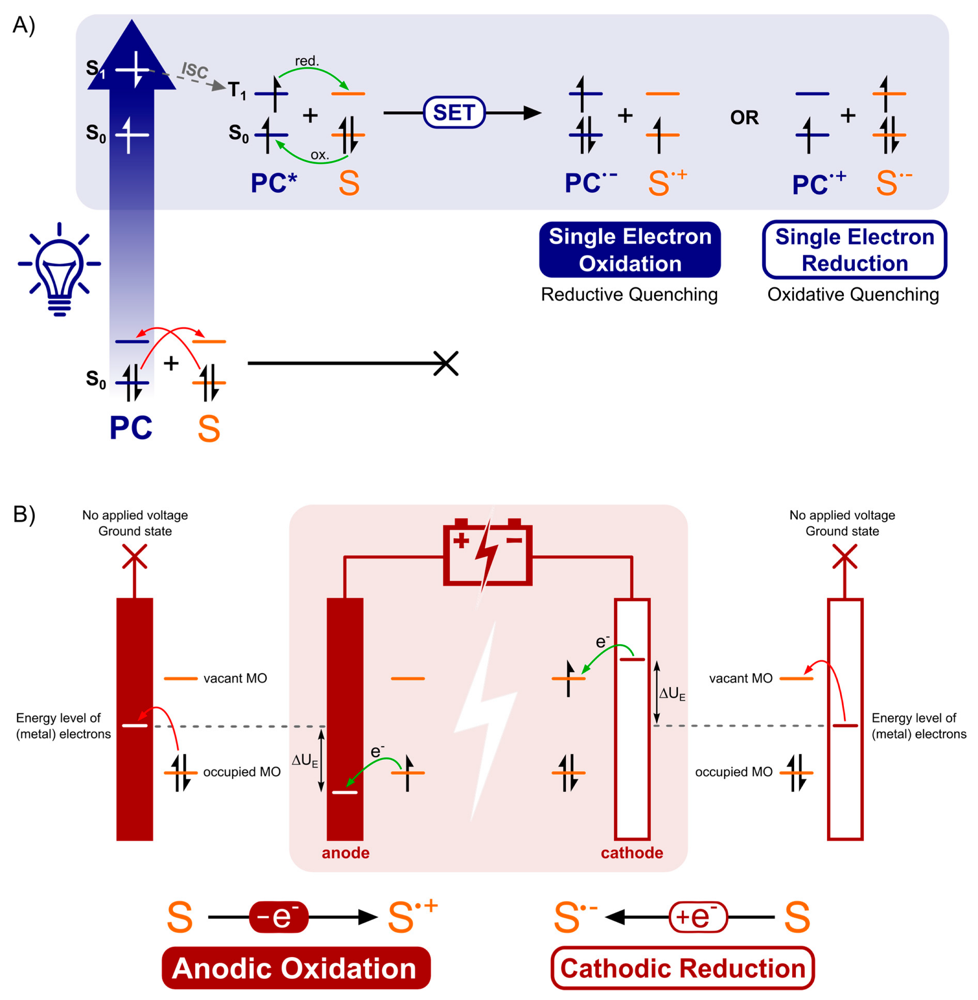 A)
S₁
ISC
T₁
red.
S₀
S₀
+
ox.
PC*
S
SET
+
PC·−
S·+
OR
+
PC·+
S·−
Single Electron
Oxidation
Reductive Quenching
Single Electron
Reduction
Oxidative Quenching
S₀
+
PC
S
B)
No applied voltage
Ground state
No applied voltage
Ground state
+ −
vacant MO
Energy level of
(metal) electrons
occupied MO
ΔUE
e⁻
anode
e⁻
ΔUE
cathode
vacant MO
Energy level of
(metal) electrons
occupied MO
S
−e⁻
S·+
S·−
+e⁻
S
Anodic Oxidation
Cathodic Reduction